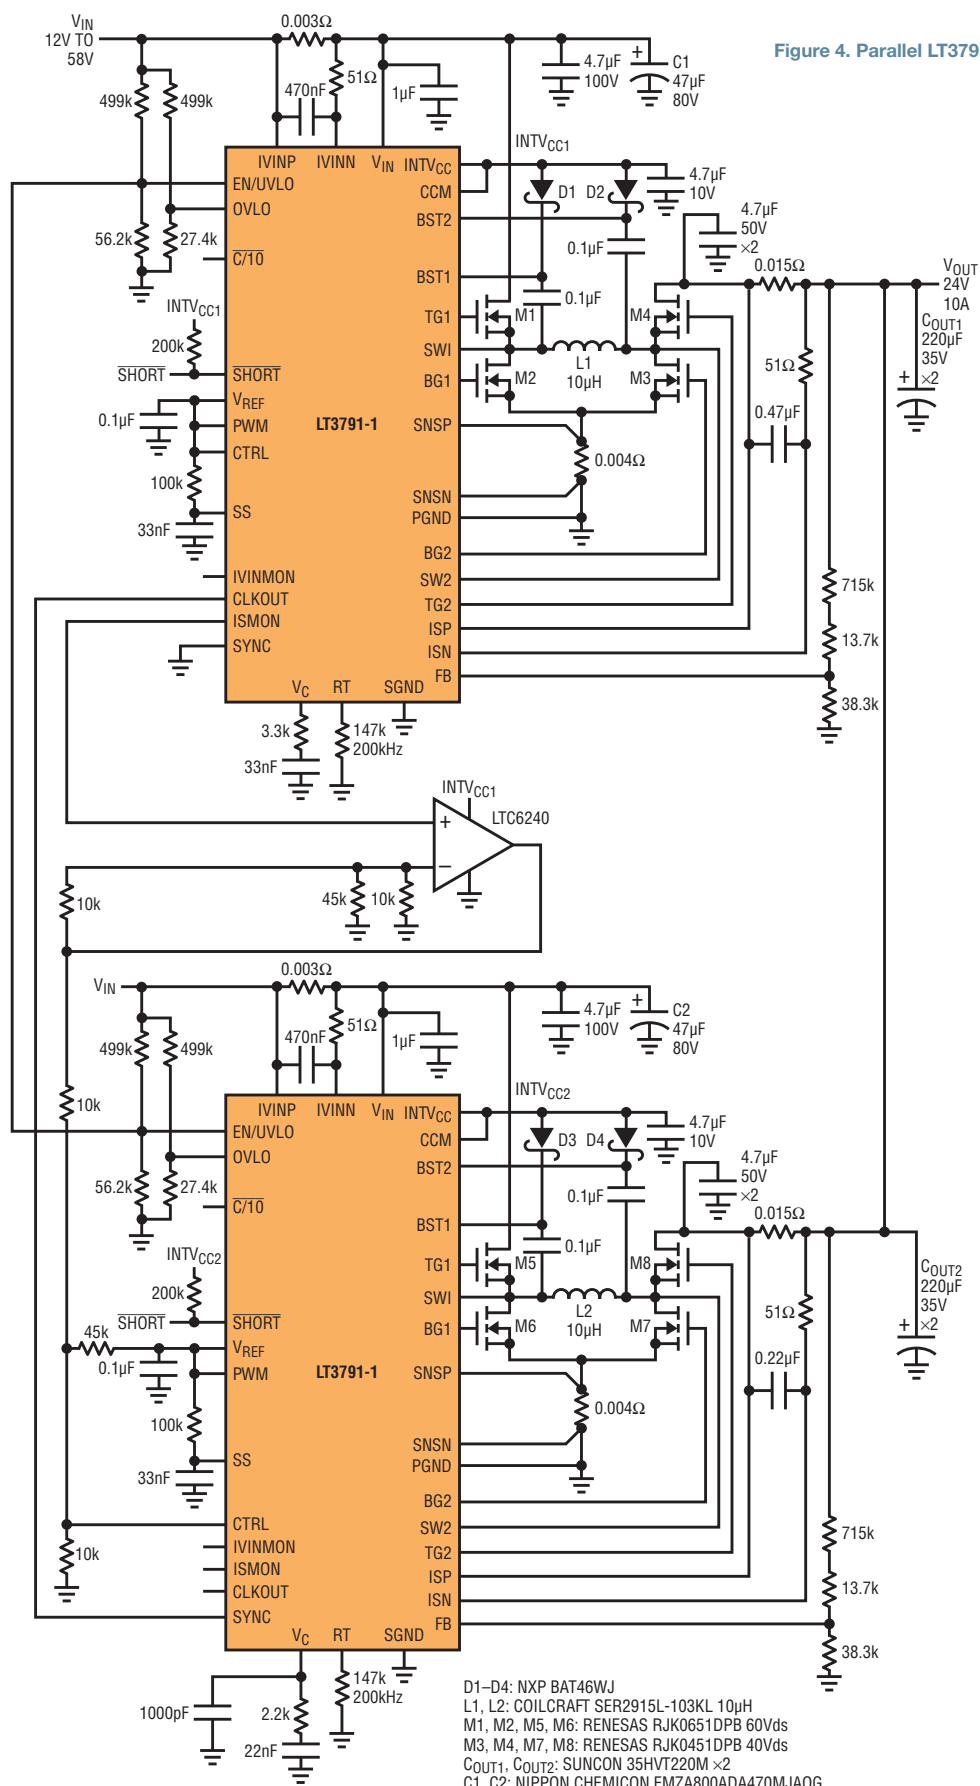 Figure 4. Parallel LT379
VIN
12V TO
58V
0.003Ω
51Ω
470nF
1µF
4.7µF
100V
+
C1
47µF
80V
499k
499k
56.2k
27.4k
INTVCC1
IVINP
IVINN
VIN
INTVCC
EN/UVLO
CCM
OVLO
BST2
C/10
BST1
TG1
SWI
SHORT
BG1
VREF
PWM
LT3791-1
SNSP
CTRL
SNSN
SS
PGND
BG2
IVINMON
SW2
CLKOUT
TG2
ISMON
ISP
SYNC
ISN
FB
VC
RT
SGND
D1
D2
4.7µF
10V
4.7µF
50V
×2
0.1µF
0.1µF
0.015Ω
VOUT
24V
10A
M1
M4
L1
10µH
M2
M3
51Ω
COUT1
220µF
35V
+
×2
0.47µF
0.004Ω
INTVCC1
200k
SHORT
0.1µF
100k
33nF
715k
13.7k
38.3k
3.3k
33nF
147k
200kHz
INTVCC1
LTC6240
+
−
10k
45k
10k
VIN
0.003Ω
51Ω
470nF
1µF
4.7µF
100V
+
C2
47µF
80V
499k
499k
10k
56.2k
27.4k
INTVCC2
IVINP
IVINN
VIN
INTVCC
EN/UVLO
CCM
OVLO
BST2
C/10
BST1
TG1
SWI
SHORT
BG1
VREF
PWM
LT3791-1
SNSP
SNSN
SS
PGND
BG2
CTRL
SW2
IVINMON
TG2
ISMON
ISP
CLKOUT
ISN
SYNC
FB
VC
RT
SGND
D3
D4
4.7µF
10V
4.7µF
50V
×2
0.1µF
0.1µF
0.015Ω
M5
M8
L2
10µH
M6
M7
51Ω
COUT2
220µF
35V
+
×2
0.22µF
0.004Ω
INTVCC2
200k
SHORT
45k
0.1µF
100k
33nF
10k
715k
13.7k
38.3k
1000pF
2.2k
22nF
147k
200kHz
D1–D4: NXP BAT46WJ
L1, L2: COILCRAFT SER2915L-103KL 10µH
M1, M2, M5, M6: RENESAS RJK0651DPB 60Vds
M3, M4, M7, M8: RENESAS RJK0451DPB 40Vds
COUT1, COUT2: SUNCON 35HVT220M ×2
C1, C2: NIPPON CHEMICON EMZA800ADA470MJAOG